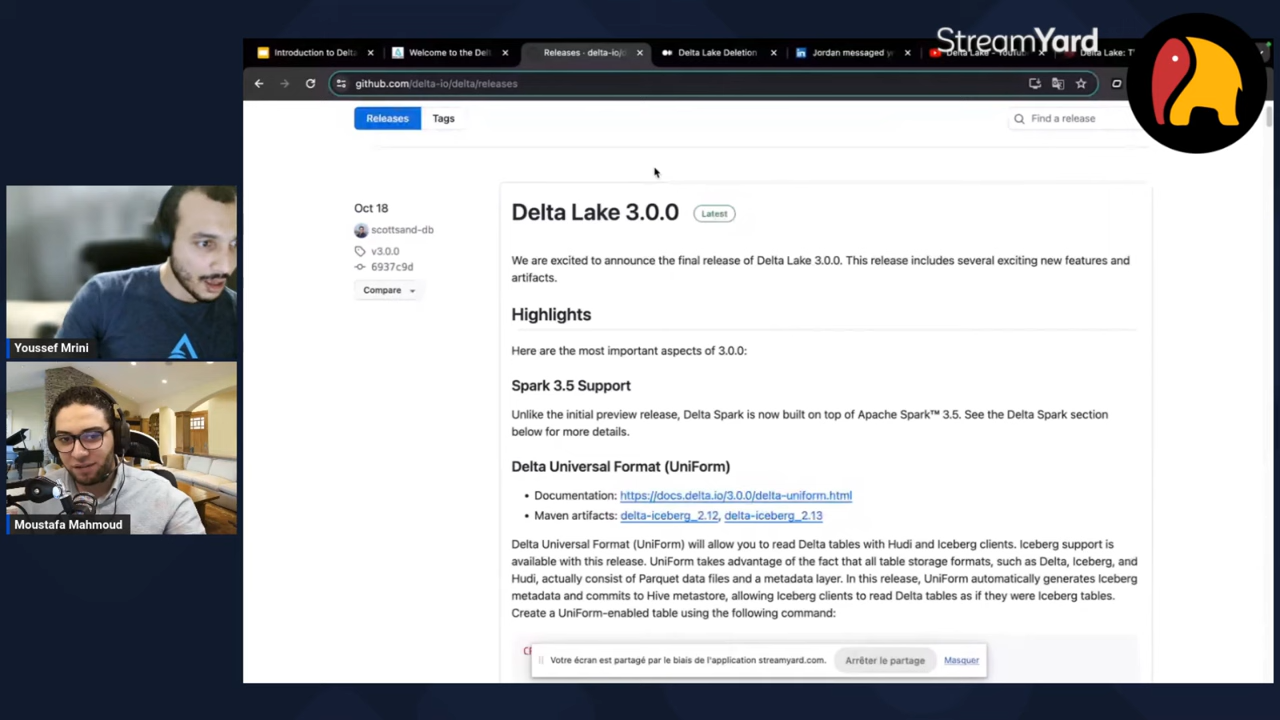 StreamYard
Introduction to Delta
Welcome to the Del
Releases · delta-io/d
Delta Lake Deletion
Jordan messaged y
Delta Lake - YouTu
Delta Lake: T
github.com/delta-io/delta/releases
Releases
Tags
Find a release
Oct 18
scottsand-db
v3.0.0
6937c9d
Compare
Delta Lake 3.0.0
Latest
We are excited to announce the final release of Delta Lake 3.0.0. This release includes several exciting new features and
artifacts.
Highlights
Here are the most important aspects of 3.0.0:
Spark 3.5 Support
Unlike the initial preview release, Delta Spark is now built on top of Apache Spark™ 3.5. See the Delta Spark section
below for more details.
Delta Universal Format (UniForm)
• Documentation: https://docs.delta.io/3.0.0/delta-uniform.html
• Maven artifacts: delta-iceberg_2.12, delta-iceberg_2.13
Delta Universal Format (UniForm) will allow you to read Delta tables with Hudi and Iceberg clients. Iceberg support is
available with this release. UniForm takes advantage of the fact that all table storage formats, such as Delta, Iceberg, and
Hudi, actually consist of Parquet data files and a metadata layer. In this release, UniForm automatically generates Iceberg
metadata and commits to Hive metastore, allowing Iceberg clients to read Delta tables as if they were Iceberg tables.
Create a UniForm-enabled table using the following command:
Votre écran est partagé par le biais de l'application streamyard.com.
Arrêter le partage
Masquer
Youssef Mrini
Moustafa Mahmoud